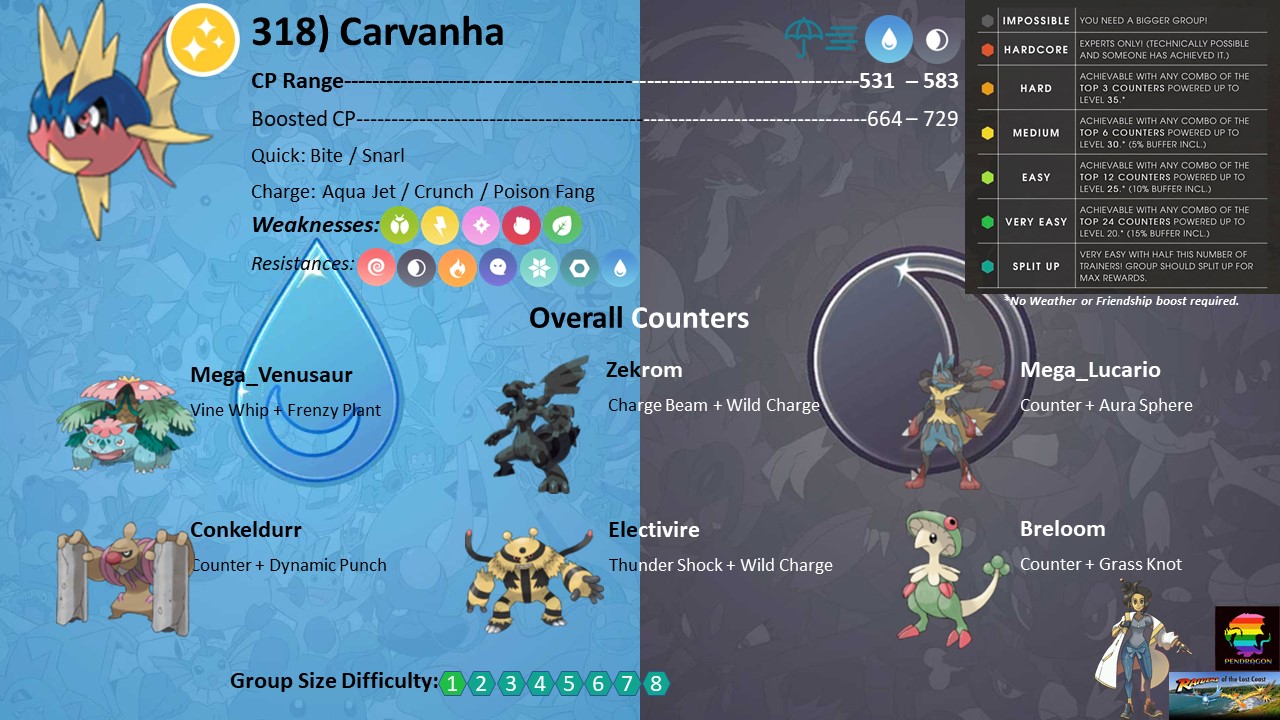 318) Carvanha
CP Range------------------------------------------------------------------------531 – 583
Boosted CP-----------------------------------------------------------------------664 – 729
Quick: Bite / Snarl
Charge: Aqua Jet / Crunch / Poison Fang
Weaknesses:
Resistances:
IMPOSSIBLE YOU NEED A BIGGER GROUP!
HARDCORE EXPERTS ONLY! (TECHNICALLY POSSIBLE
AND SOMEONE HAS ACHIEVED IT.)
HARD ACHIEVABLE WITH ANY COMBO OF THE
TOP 3 COUNTERS POWERED UP TO
LEVEL 35.*
MEDIUM ACHIEVABLE WITH ANY COMBO OF THE
TOP 6 COUNTERS POWERED UP TO
LEVEL 30.* (5% BUFFER INCL.)
EASY ACHIEVABLE WITH ANY COMBO OF THE
TOP 12 COUNTERS POWERED UP TO
LEVEL 25.* (10% BUFFER INCL.)
VERY EASY ACHIEVABLE WITH ANY COMBO OF THE
TOP 24 COUNTERS POWERED UP TO
LEVEL 20.* (15% BUFFER INCL.)
SPLIT UP VERY EASY WITH HALF THIS NUMBER OF
TRAINERS! GROUP SHOULD SPLIT UP FOR
MAX REWARDS.
*No Weather or Friendship boost required.
Overall Counters
Mega_Venusaur
Vine Whip + Frenzy Plant
Zekrom
Charge Beam + Wild Charge
Mega_Lucario
Counter + Aura Sphere
Conkeldurr
Counter + Dynamic Punch
Electivire
Thunder Shock + Wild Charge
Breloom
Counter + Grass Knot
Group Size Difficulty: 1 2 3 4 5 6 7 8
PENDRAGON
RAIDERS of the Lost Coast